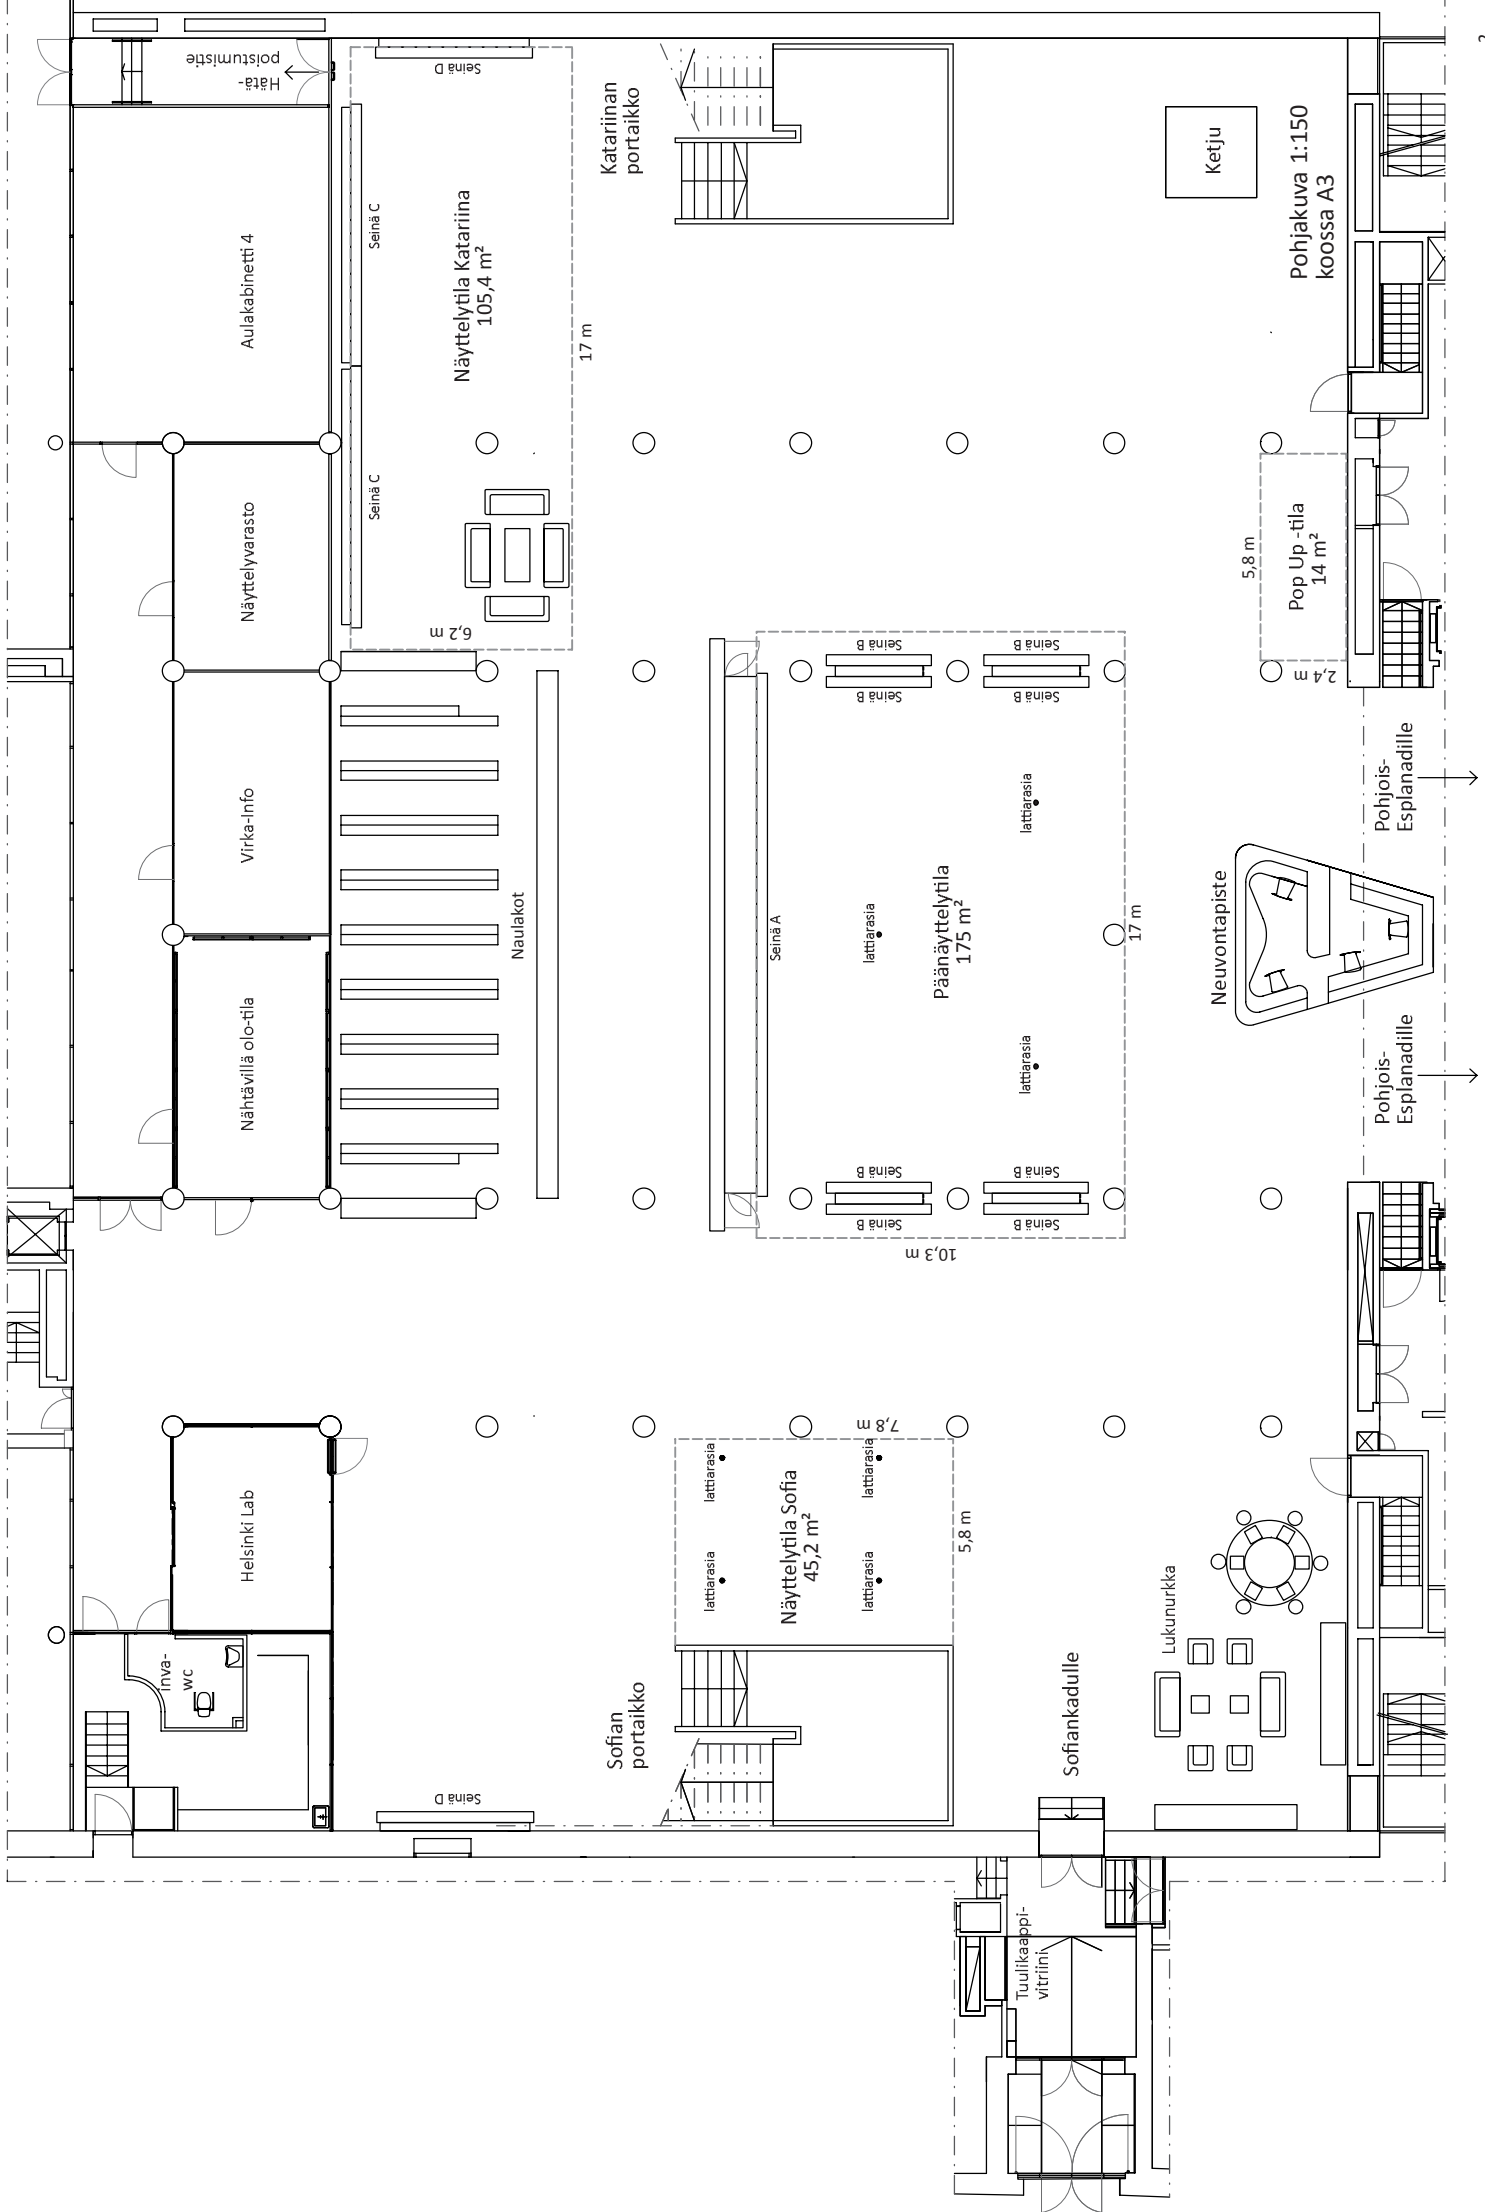 Hätä-
poistumistie
Seinä D
Katariinan
portaikko
Ketju
Pohjakuva 1:150
koossa A3
2
Aulakabinetti 4
Seinä C
Näyttelytila Katariina
105,4 m²
17 m
Näyttelyvarasto
Seinä C
6,2 m
5,8 m
Pop Up -tila
14 m²
2,4 m
Seinä B
Seinä B
Seinä B
Seinä B
Virka-Info
Naulakot
Seinä A
lattiarasia
lattiarasia
lattiarasia
Päänäyttelytila
175 m²
17 m
Neuvontapiste
Pohjois-
Esplanadille
Pohjois-
Esplanadille
Nähtävillä olo-tila
Seinä B
Seinä B
Seinä B
Seinä B
10,3 m
Helsinki Lab
7,8 m
lattiarasia
lattiarasia
lattiarasia
lattiarasia
Näyttelytila Sofia
45,2 m²
5,8 m
Lukunurkka
inva-
wc
Sofian
portaikko
Seinä D
Sofiankadulle
Tuulikaappi-
vitriini